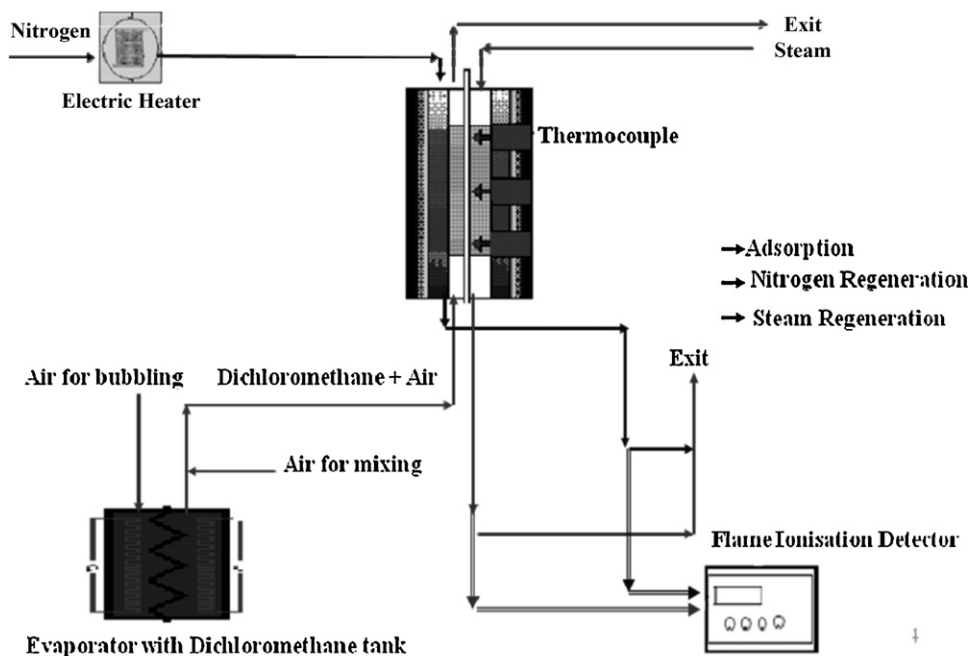 Nitrogen
Exit
Steam
Electric Heater
Thermocouple
Adsorption
Nitrogen Regeneration
Steam Regeneration
Exit
Air for bubbling
Dichloromethane + Air
Air for mixing
Flame Ionisation Detector
Evaporator with Dichloromethane tank
4